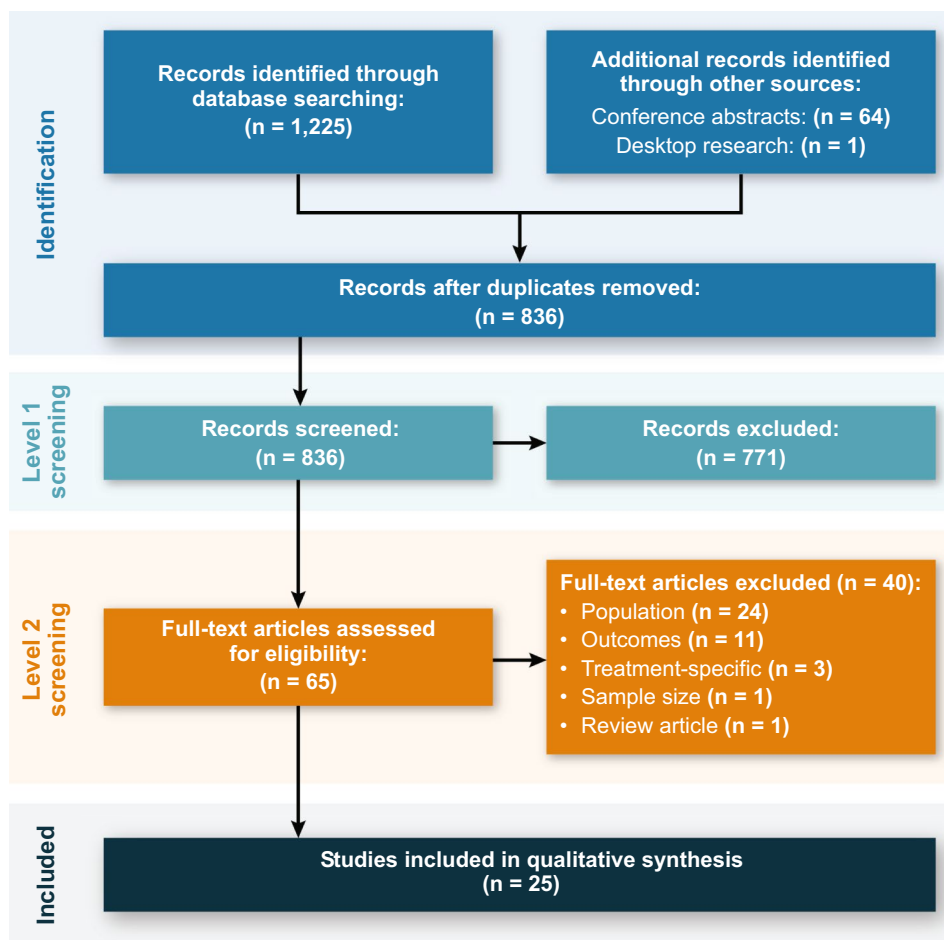 Identification
Records identified through
database searching:
(n = 1,225)
Additional records identified
through other sources:
Conference abstracts: (n = 64)
Desktop research: (n = 1)
Records after duplicates removed:
(n = 836)
Level 1
screening
Records screened:
(n = 836)
Records excluded:
(n = 771)
Level 2
screening
Full-text articles assessed
for eligibility:
(n = 65)
Full-text articles excluded (n = 40):
• Population (n = 24)
• Outcomes (n = 11)
• Treatment-specific (n = 3)
• Sample size (n = 1)
• Review article (n = 1)
Included
Studies included in qualitative synthesis
(n = 25)